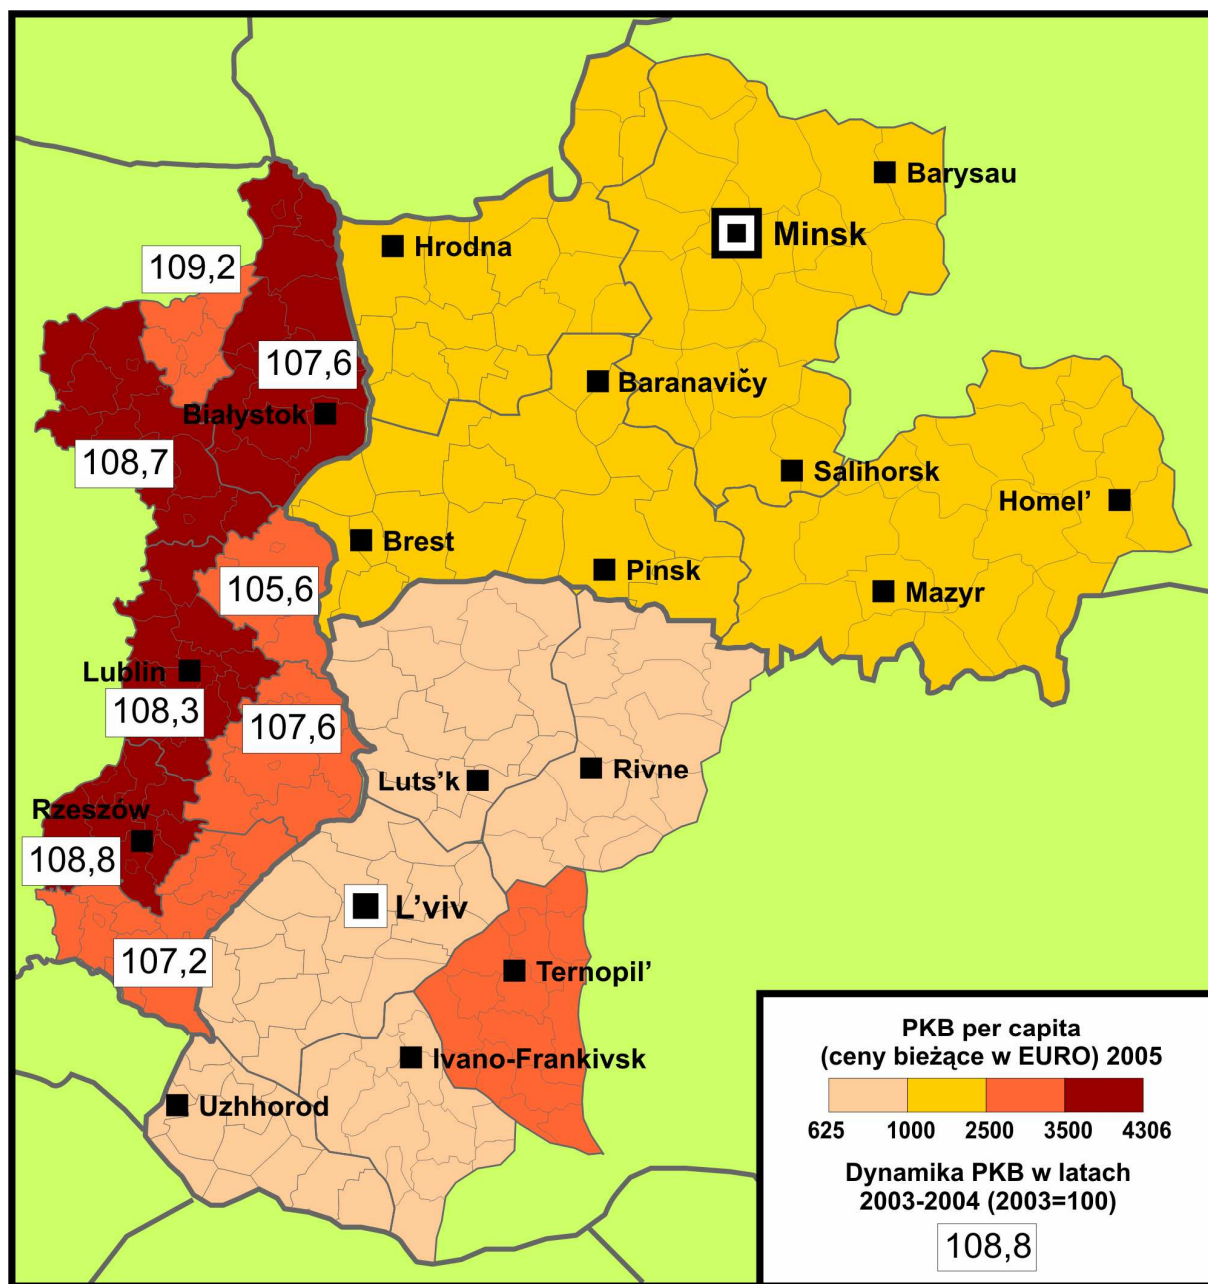 Barysau
Minsk
Hrodna
109,2
107,6
Baranavičy
Białystok
108,7
Salihorsk
Homel’
Brest
Pinsk
105,6
Mazyr
Lublin
108,3
107,6
Luts’k
Rivne
Rzeszów
108,8
L’viv
107,2
Ternopil’
Ivano-Frankivsk
Uzhhorod
PKB per capita
(ceny bieżące w EURO) 2005
625 1000 2500 3500 4306
Dynamika PKB w latach
2003-2004 (2003=100)
108,8